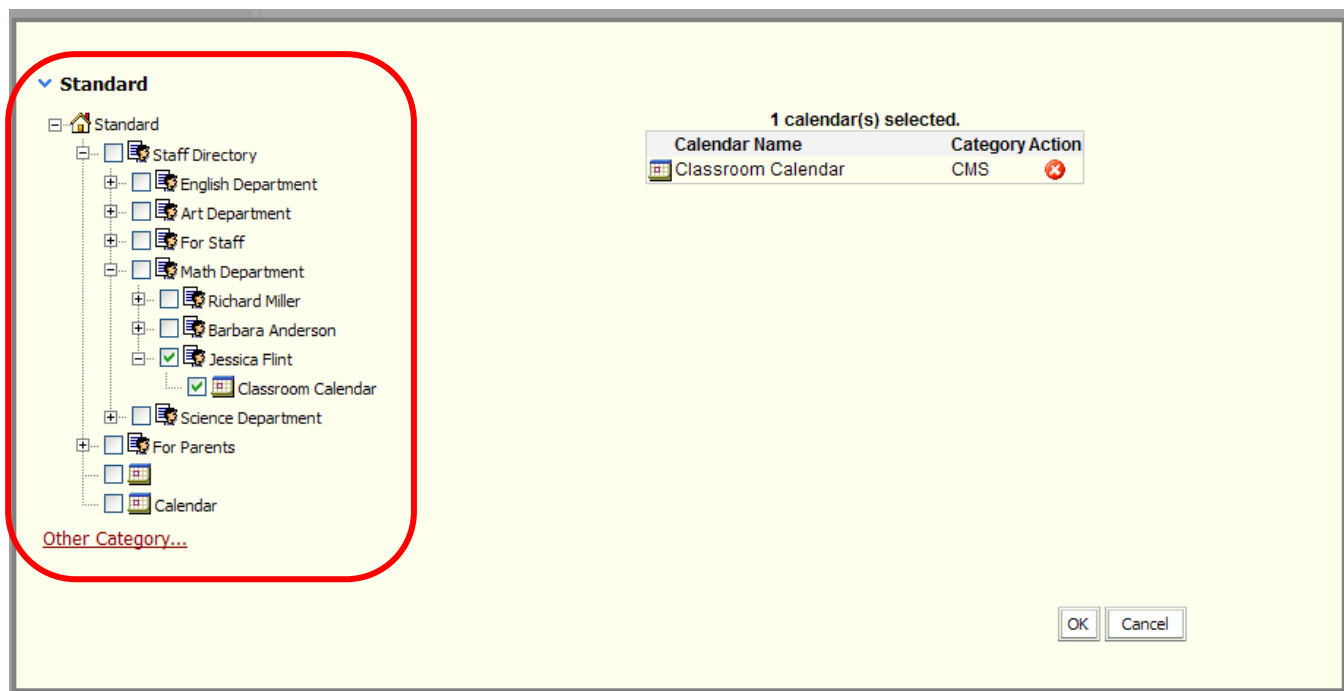 Standard
Standard
Staff Directory
English Department
Art Department
For Staff
Math Department
Richard Miller
Barbara Anderson
Jessica Flint
Classroom Calendar
Science Department
For Parents
Calendar
Other Category...
1 calendar(s) selected.
Calendar Name Category Action
Classroom Calendar CMS
OK Cancel